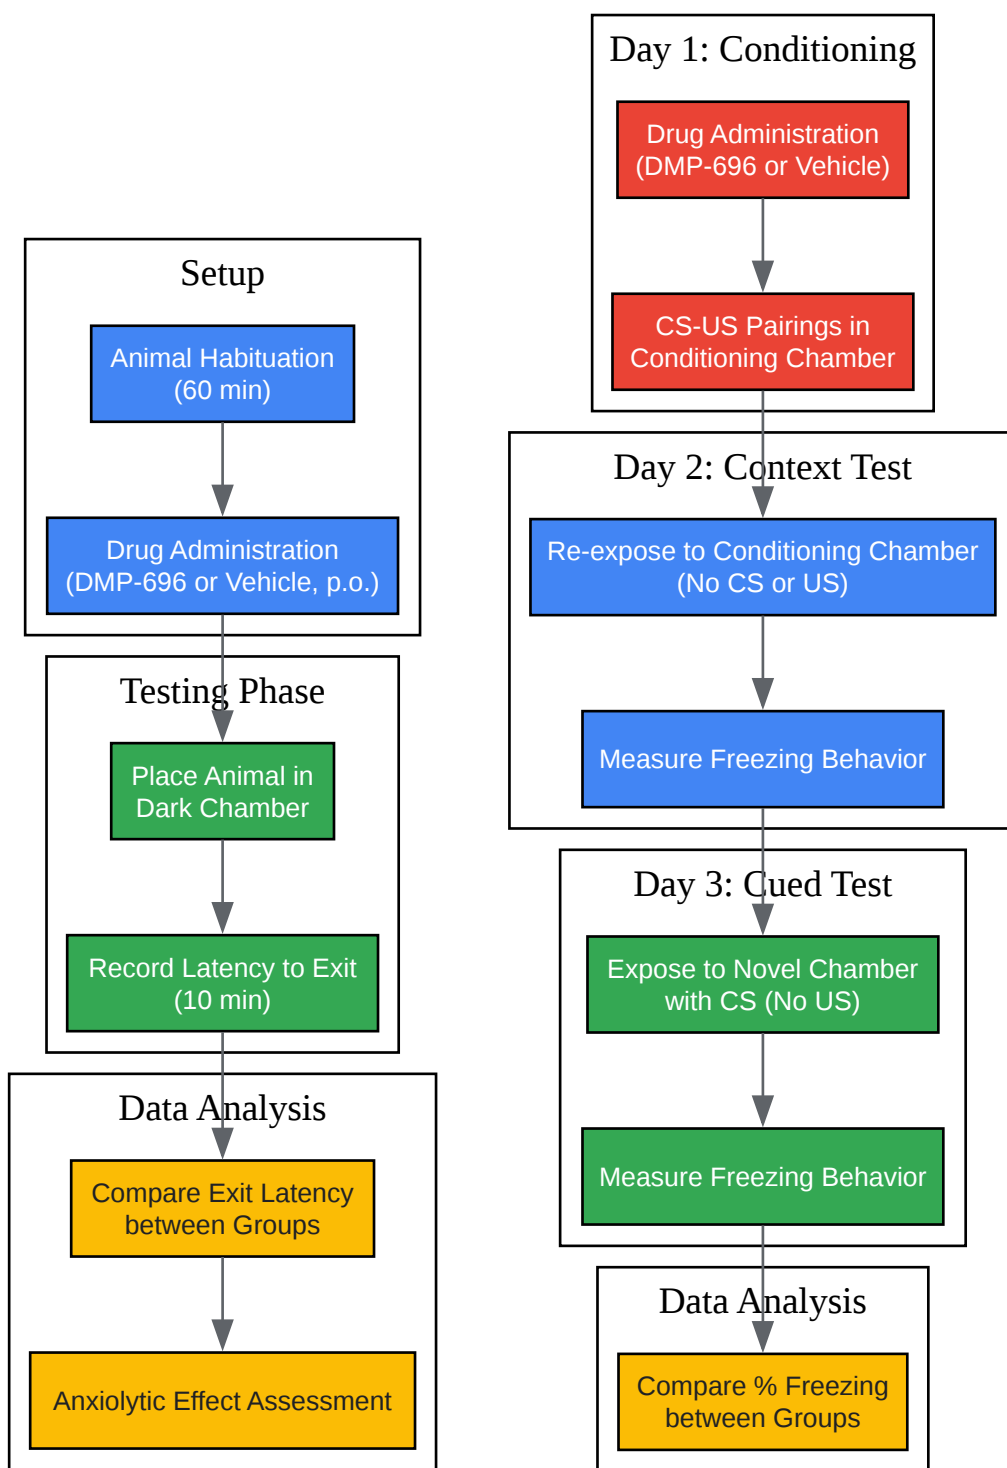 Setup
Animal Habituation
(60 min)
Drug Administration
(DMP-696 or Vehicle, p.o.)
Testing Phase
Place Animal in
Dark Chamber
Record Latency to Exit
(10 min)
Data Analysis
Compare Exit Latency
between Groups
Anxiolytic Effect Assessment
Day 1: Conditioning
Drug Administration
(DMP-696 or Vehicle)
CS-US Pairings in
Conditioning Chamber
Day 2: Context Test
Re-expose to Conditioning Chamber
(No CS or US)
Measure Freezing Behavior
Day 3: Cued Test
Expose to Novel Chamber
with CS (No US)
Measure Freezing Behavior
Data Analysis
Compare % Freezing
between Groups